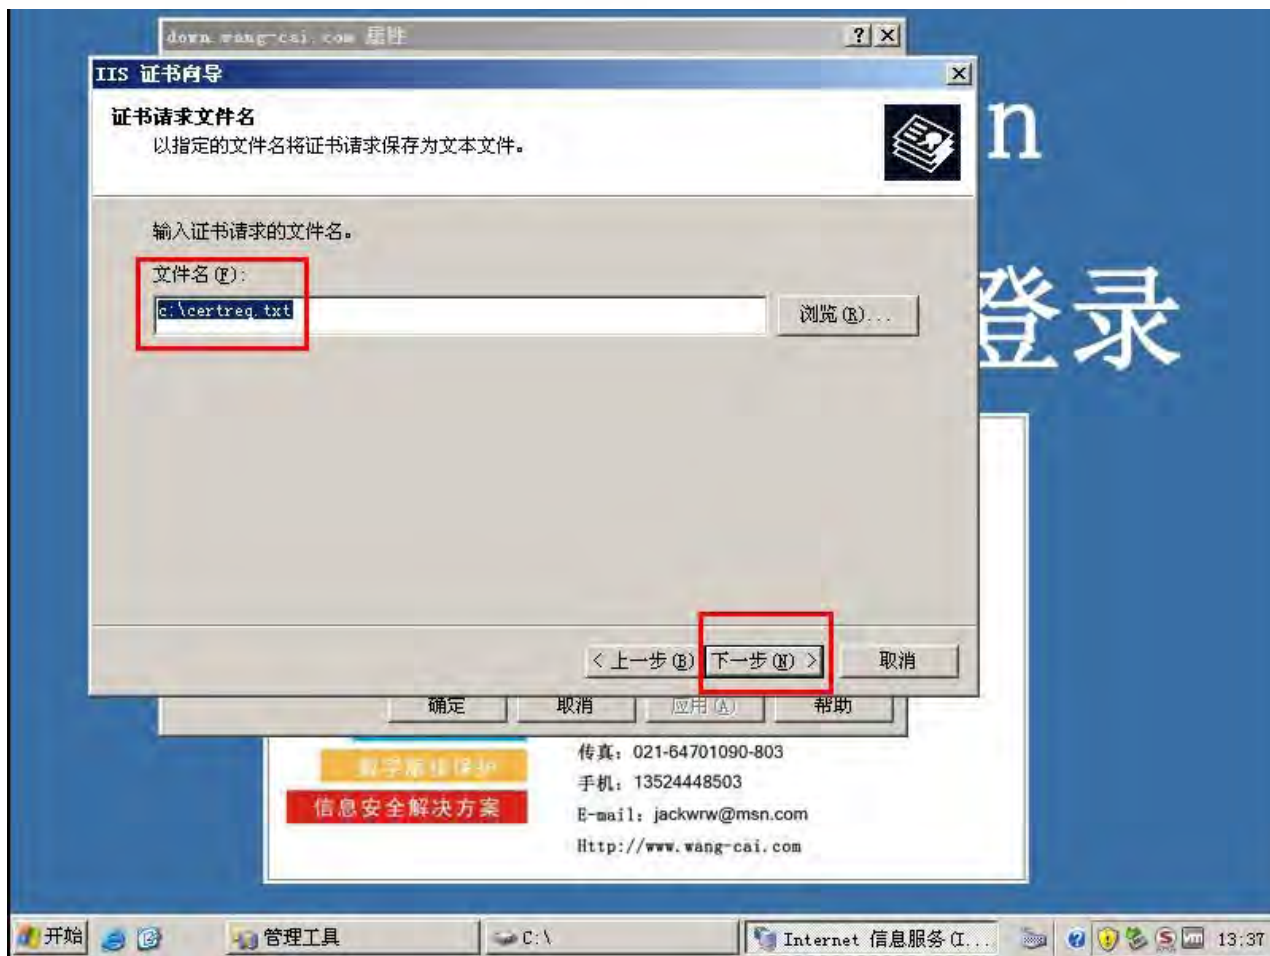 down.wang-cai.com 属性
IIS 证书向导
证书请求文件名
以指定的文件名将证书请求保存为文本文件。
n
输入证书请求的文件名。
文件名(F):
c:\certreq.txt
浏览(R)...
登录
< 上一步(B)
下一步(N) >
取消
确定
取消
应用(A)
帮助
传真：021-64701090-803
手机：13524448503
信息安全解决方案
E-mail：jackwrw@msn.com
Http://www.wang-cai.com
开始
管理工具
C:\
Internet 信息服务(I...
13:37